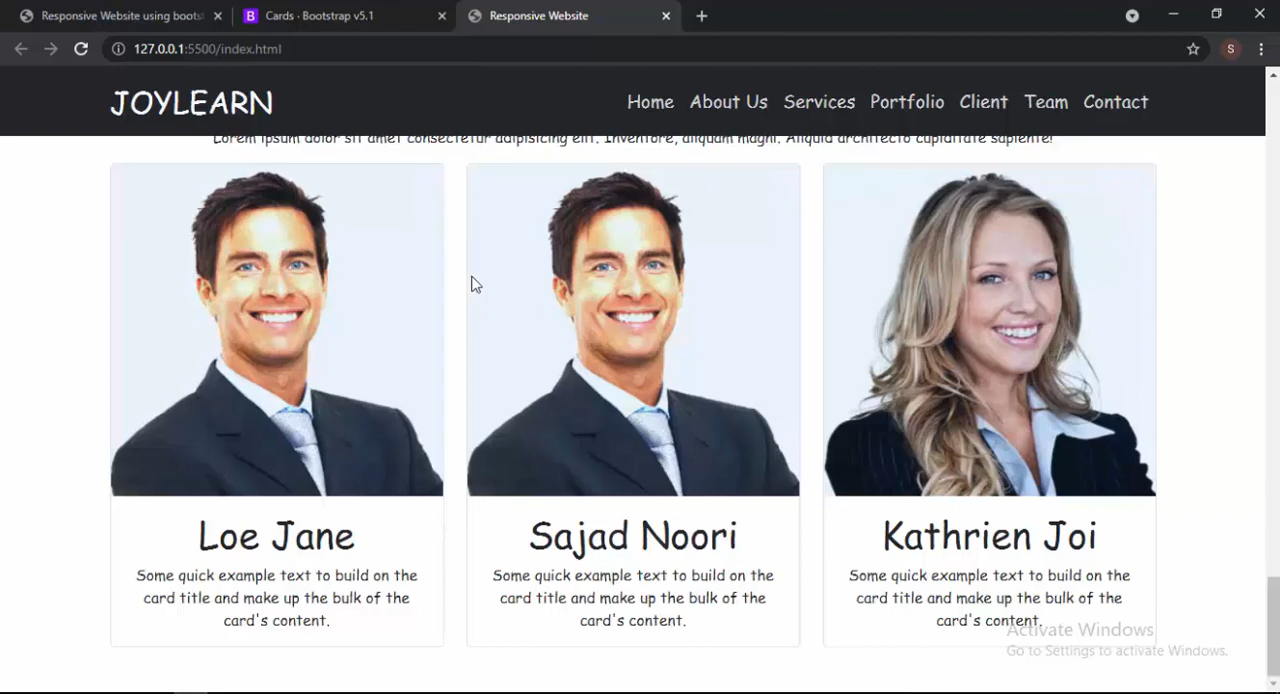 Responsive Website using boots
Cards · Bootstrap v5.1
Responsive Website
127.0.0.1:5500/index.html
S
JOYLEARN
Home About Us Services Portfolio Client Team Contact
Lorem ipsum dolor sit amet consectetur adipisicing elit. Inventore, aliquam magni. Aliquid architecto cupiditate sapiente!
Loe Jane
Some quick example text to build on the
card title and make up the bulk of the
card's content.
Sajad Noori
Some quick example text to build on the
card title and make up the bulk of the
card's content.
Kathrien Joi
Some quick example text to build on the
card title and make up the bulk of the
card's content.
Activate Windows
Go to Settings to activate Windows.